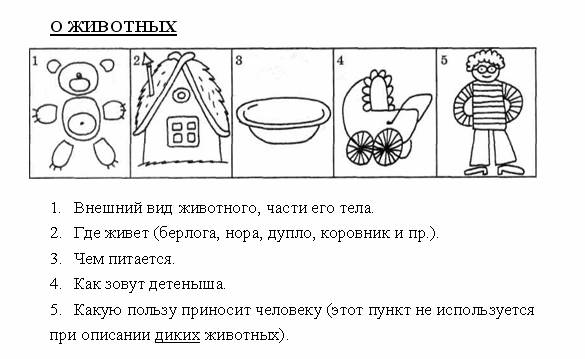 О ЖИВОТНЫХ
1 2 3 4 5
1. Внешний вид животного, части его тела.
2. Где живет (берлога, нора, дупло, коровник и пр.).
3. Чем питается.
4. Как зовут детеныша.
5. Какую пользу приносит человеку (этот пункт не используется
при описании диких животных).